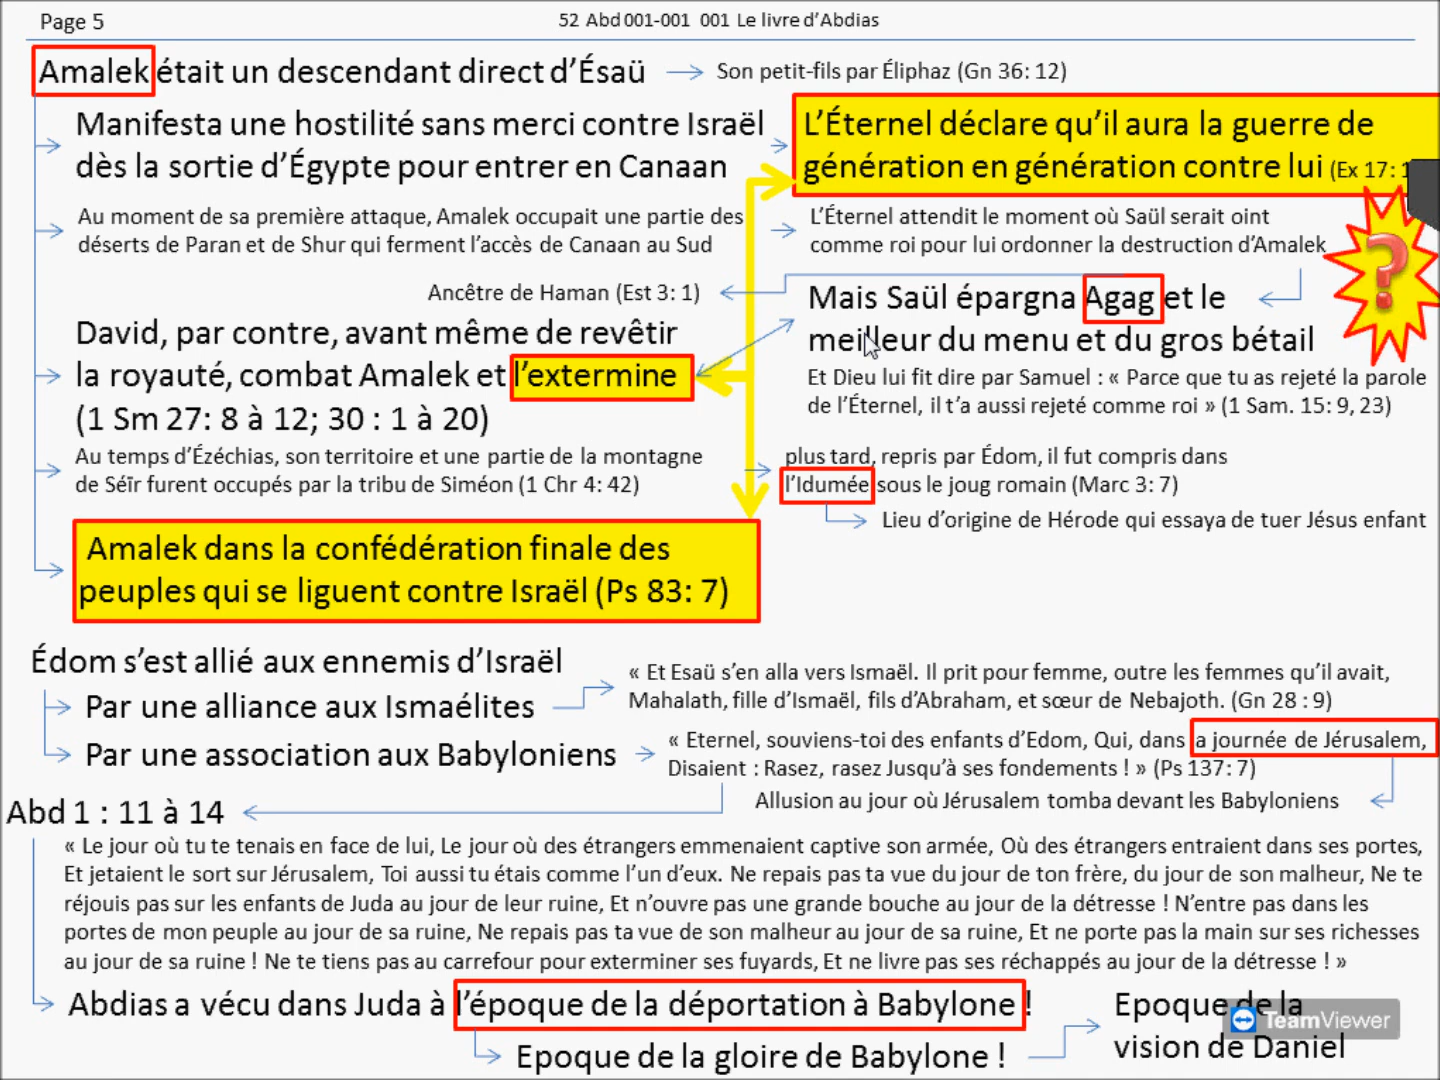 Page 5
52 Abd 001-001 001 Le livre d’Abdias
Amalek était un descendant direct d’Ésaü
Son petit-fils par Éliphaz (Gn 36: 12)
Manifesta une hostilité sans merci contre Israël
dès la sortie d’Égypte pour entrer en Canaan
L’Éternel déclare qu’il aura la guerre de
génération en génération contre lui (Ex 17:
Au moment de sa première attaque, Amalek occupait une partie des
déserts de Paran et de Shur qui ferment l’accès de Canaan au Sud
L’Éternel attendit le moment où Saül serait oint
comme roi pour lui ordonner la destruction d’Amalek
?
Ancêtre de Haman (Est 3: 1)
Mais Saül épargna Agag et le
meilleur du menu et du gros bétail
David, par contre, avant même de revêtir
la royauté, combat Amalek et l’extermine
(1 Sm 27: 8 à 12; 30 : 1 à 20)
Et Dieu lui fit dire par Samuel : « Parce que tu as rejeté la parole
de l’Éternel, il t’a aussi rejeté comme roi » (1 Sam. 15: 9, 23)
Au temps d’Ézéchias, son territoire et une partie de la montagne
de Séïr furent occupés par la tribu de Siméon (1 Chr 4: 42)
plus tard, repris par Édom, il fut compris dans
l’Idumée sous le joug romain (Marc 3: 7)
Lieu d’origine de Hérode qui essaya de tuer Jésus enfant
Amalek dans la confédération finale des
peuples qui se liguent contre Israël (Ps 83: 7)
Édom s’est allié aux ennemis d’Israël
Par une alliance aux Ismaélites
« Et Esaü s’en alla vers Ismaël. Il prit pour femme, outre les femmes qu’il avait,
Mahalath, fille d’Ismaël, fils d’Abraham, et sœur de Nebajoth. (Gn 28 : 9)
Par une association aux Babyloniens
« Eternel, souviens-toi des enfants d’Edom, Qui, dans a journée de Jérusalem,
Disaient : Rasez, rasez Jusqu’à ses fondements ! » (Ps 137: 7)
Allusion au jour où Jérusalem tomba devant les Babyloniens
Abd 1 : 11 à 14
« Le jour où tu te tenais en face de lui, Le jour où des étrangers emmenaient captive son armée, Où des étrangers entraient dans ses portes,
Et jetaient le sort sur Jérusalem, Toi aussi tu étais comme l’un d’eux. Ne repais pas ta vue du jour de ton frère, du jour de son malheur, Ne te
réjouis pas sur les enfants de Juda au jour de leur ruine, Et n’ouvre pas une grande bouche au jour de la détresse ! N’entre pas dans les
portes de mon peuple au jour de sa ruine, Ne repais pas ta vue de son malheur au jour de sa ruine, Et ne porte pas la main sur ses richesses
au jour de sa ruine ! Ne te tiens pas au carrefour pour exterminer ses fuyards, Et ne livre pas ses réchappés au jour de la détresse ! »
Abdias a vécu dans Juda à l’époque de la déportation à Babylone !
Epoque de la gloire de Babylone !
Epoque de la
vision de Daniel
TeamViewer